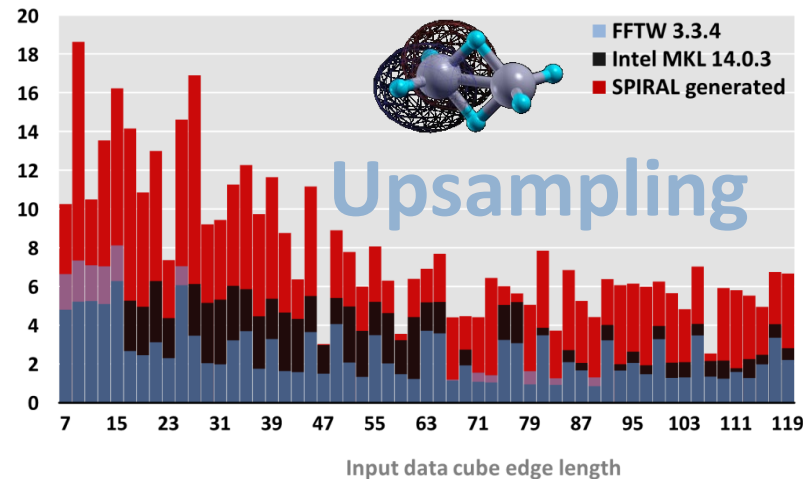 20
18
16
14
12
10
8
6
4
2
0
FFTW 3.3.4
Intel MKL 14.0.3
SPIRAL generated
Upsampling
7 15 23 31 39 47 55 63 71 79 87 95 103 111 119
Input data cube edge length